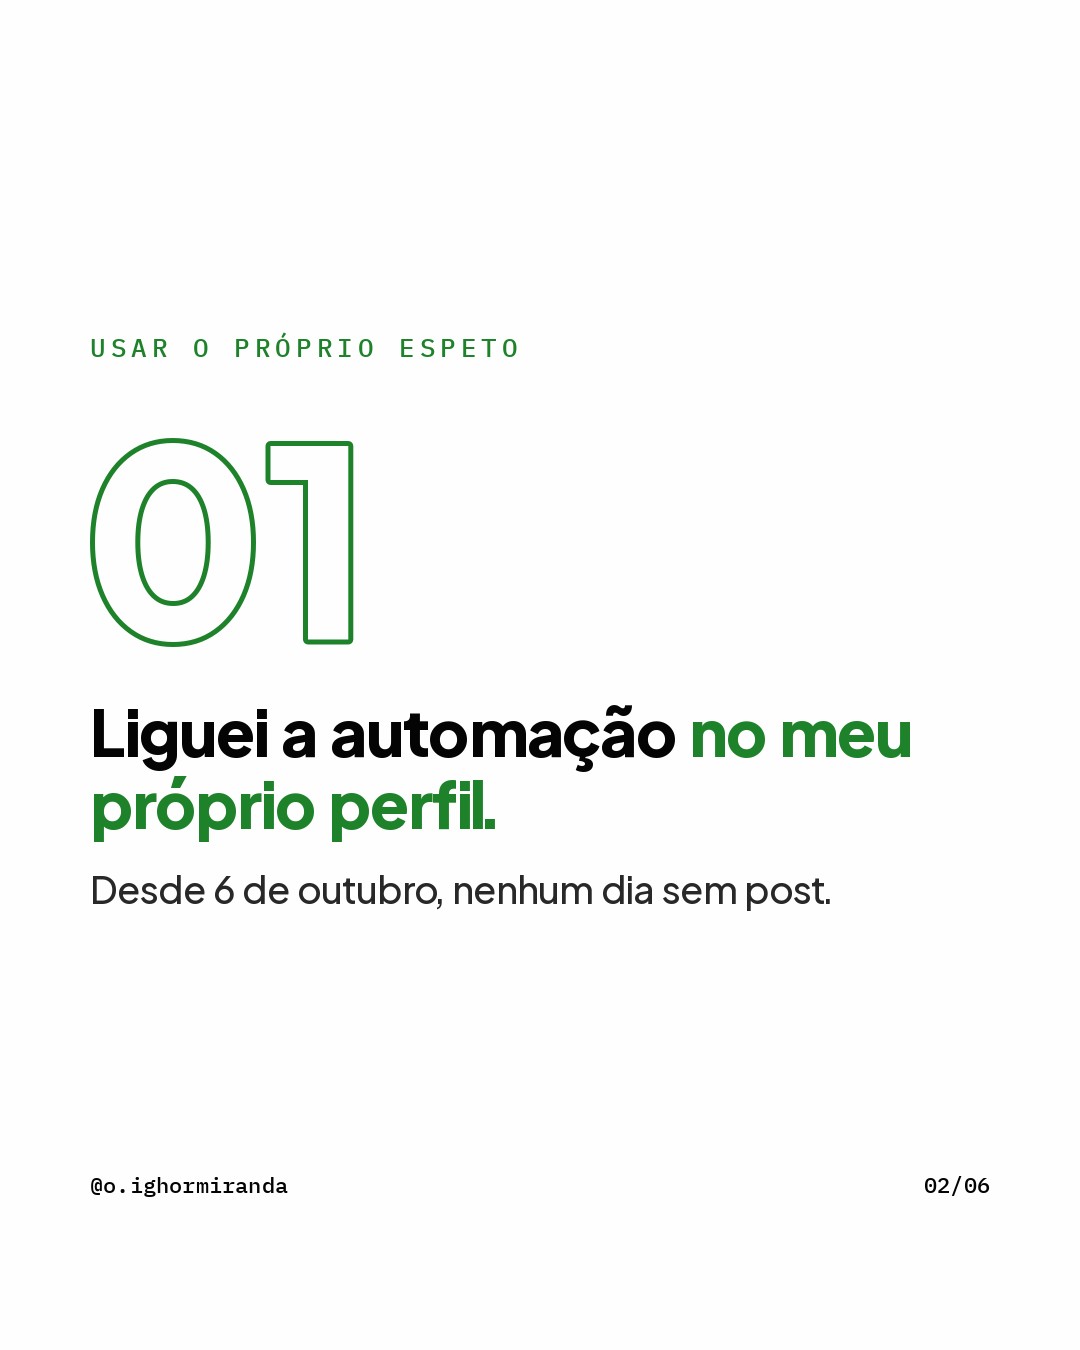 USAR O PRÓPRIO ESPETO
01
Liguei a automação no meu
próprio perfil.
Desde 6 de outubro, nenhum dia sem post.
@o.ighormiranda
02/06